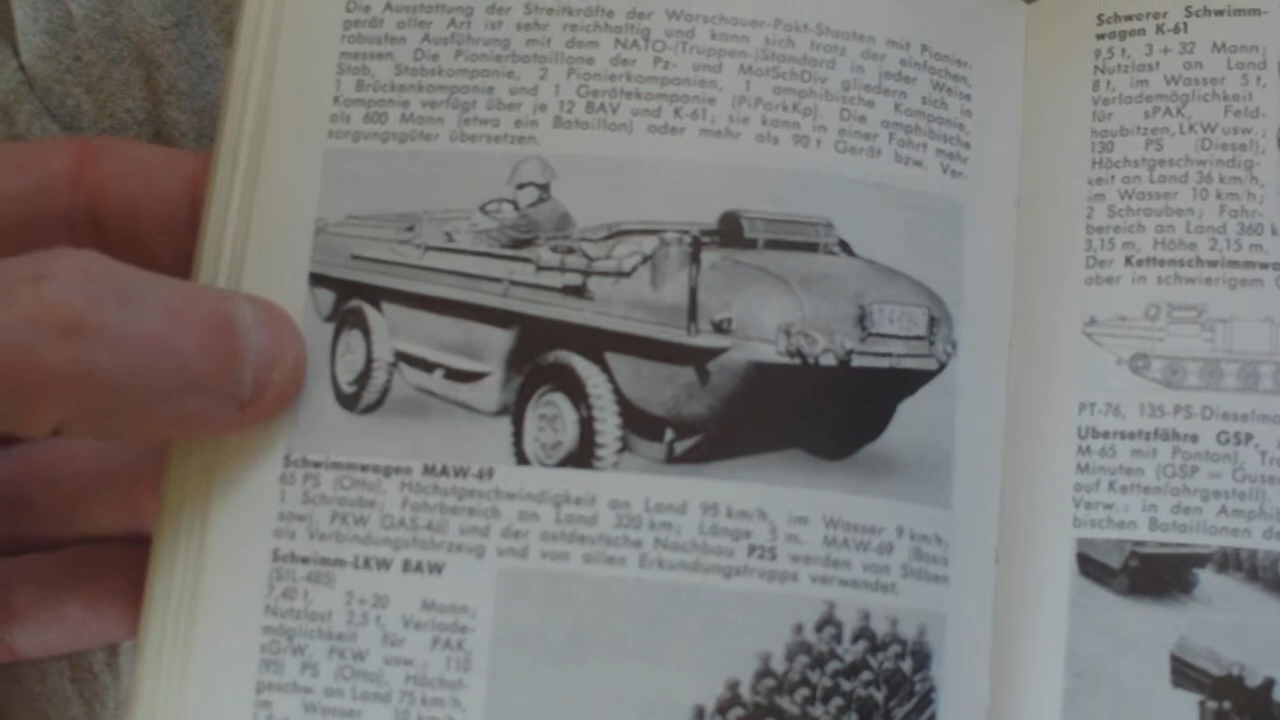 Die Ausstattung der Streitkräfte der Warschauer-Pakt-Staaten mit Pionier-
gerät aller Art ist sehr reichhaltig und kann sich trotz der einfachen,
robusten Ausführung mit dem NATO-(Truppen-)Standard in jeder Weise
messen. Die Pionierbataillone der Pz- und MotSchDiv gliedern sich in
Stab, Stabskompanie, 2 Pionierkompanien, 1 amphibische Kompanie,
1 Brückenkompanie und 1 Gerätekompanie (PiParkKp). Die amphibische
Kompanie verfügt über je 12 BAV und K-61; sie kann in einer Fahrt mehr
als 600 Mann (etwa ein Bataillon) oder mehr als 90 t Gerät bzw. Ver-
sorgungsgüter übersetzen.
Schwimmwagen MAW-69
65 PS (Otto), Höchstgeschwindigkeit an Land 95 km/h, im Wasser 9 km/h;
1 Schraube; Fahrbereich an Land 320 km; Länge 5 m. MAW-69 (Basis
sowj. PKW GAS-46) und der ostdeutsche Nachbau P2S werden von Stäben
als Verbindungsfahrzeug und von allen Erkundungstrupps verwendet.
Schwimm-LKW BAW
(SIL-485)
7,40 t, 2+20 Mann;
Nutzlast 2,5 t, Verlade-
möglichkeit für PAK,
sGrW, PKW usw.; 110
(95) PS (Otto), Höchst-
geschw. an Land 75 km/h,
im Wasser 10 km/h
Schwerer Schwimm-
wagen K-61
9,5 t, 3 + 32 Mann;
Nutzlast an Land
8 t, im Wasser 5 t,
Verlademöglichkeit
für sPAK, Feld-
haubitzen, LKW usw.;
130 PS (Diesel),
Höchstgeschwindig-
keit an Land 36 km/h,
im Wasser 10 km/h;
2 Schrauben; Fahr-
bereich an Land 360 k
3,15 m, Höhe 2,15 m.
Der Kettenschwimmwa
aber in schwierigem
PT-76, 135-PS-Dieselmo
Übersetzfähre GSP,
M-65 mit Ponton), Tra
Minuten (GSP = Guse
auf Kettenfahrgestell).
Verw.: in den Amphi
bischen Bataillonen de